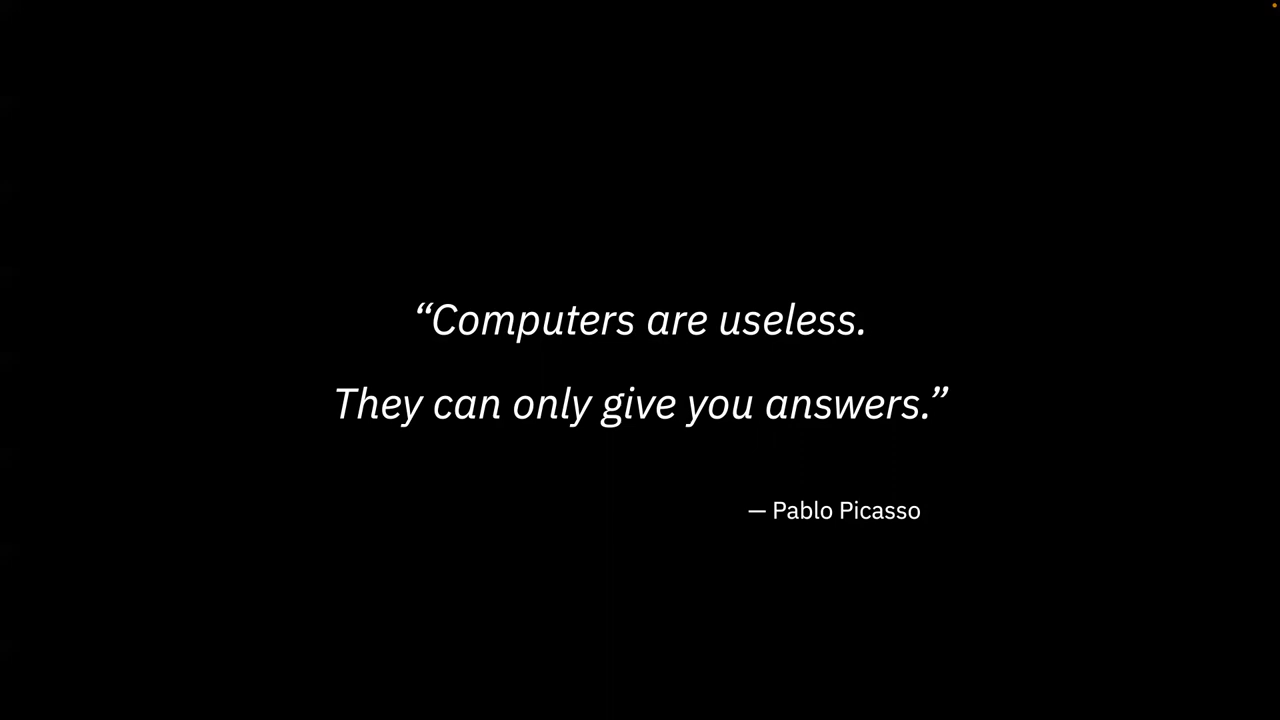 “Computers are useless.
They can only give you answers.”
— Pablo Picasso